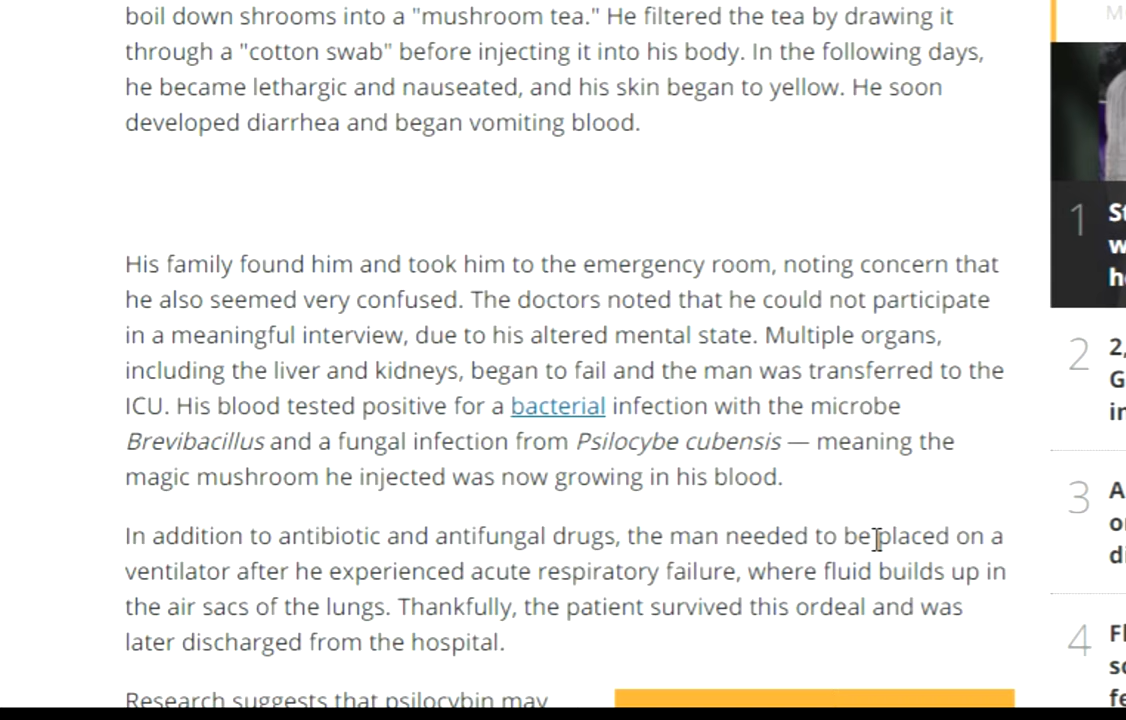 boil down shrooms into a "mushroom tea." He filtered the tea by drawing it
through a "cotton swab" before injecting it into his body. In the following days,
he became lethargic and nauseated, and his skin began to yellow. He soon
developed diarrhea and began vomiting blood.
His family found him and took him to the emergency room, noting concern that
he also seemed very confused. The doctors noted that he could not participate
in a meaningful interview, due to his altered mental state. Multiple organs,
including the liver and kidneys, began to fail and the man was transferred to the
ICU. His blood tested positive for a bacterial infection with the microbe
Brevibacillus and a fungal infection from Psilocybe cubensis — meaning the
magic mushroom he injected was now growing in his blood.
In addition to antibiotic and antifungal drugs, the man needed to be placed on a
ventilator after he experienced acute respiratory failure, where fluid builds up in
the air sacs of the lungs. Thankfully, the patient survived this ordeal and was
later discharged from the hospital.
Research suggests that psilocybin may
1
2
2,
G
3
A
4